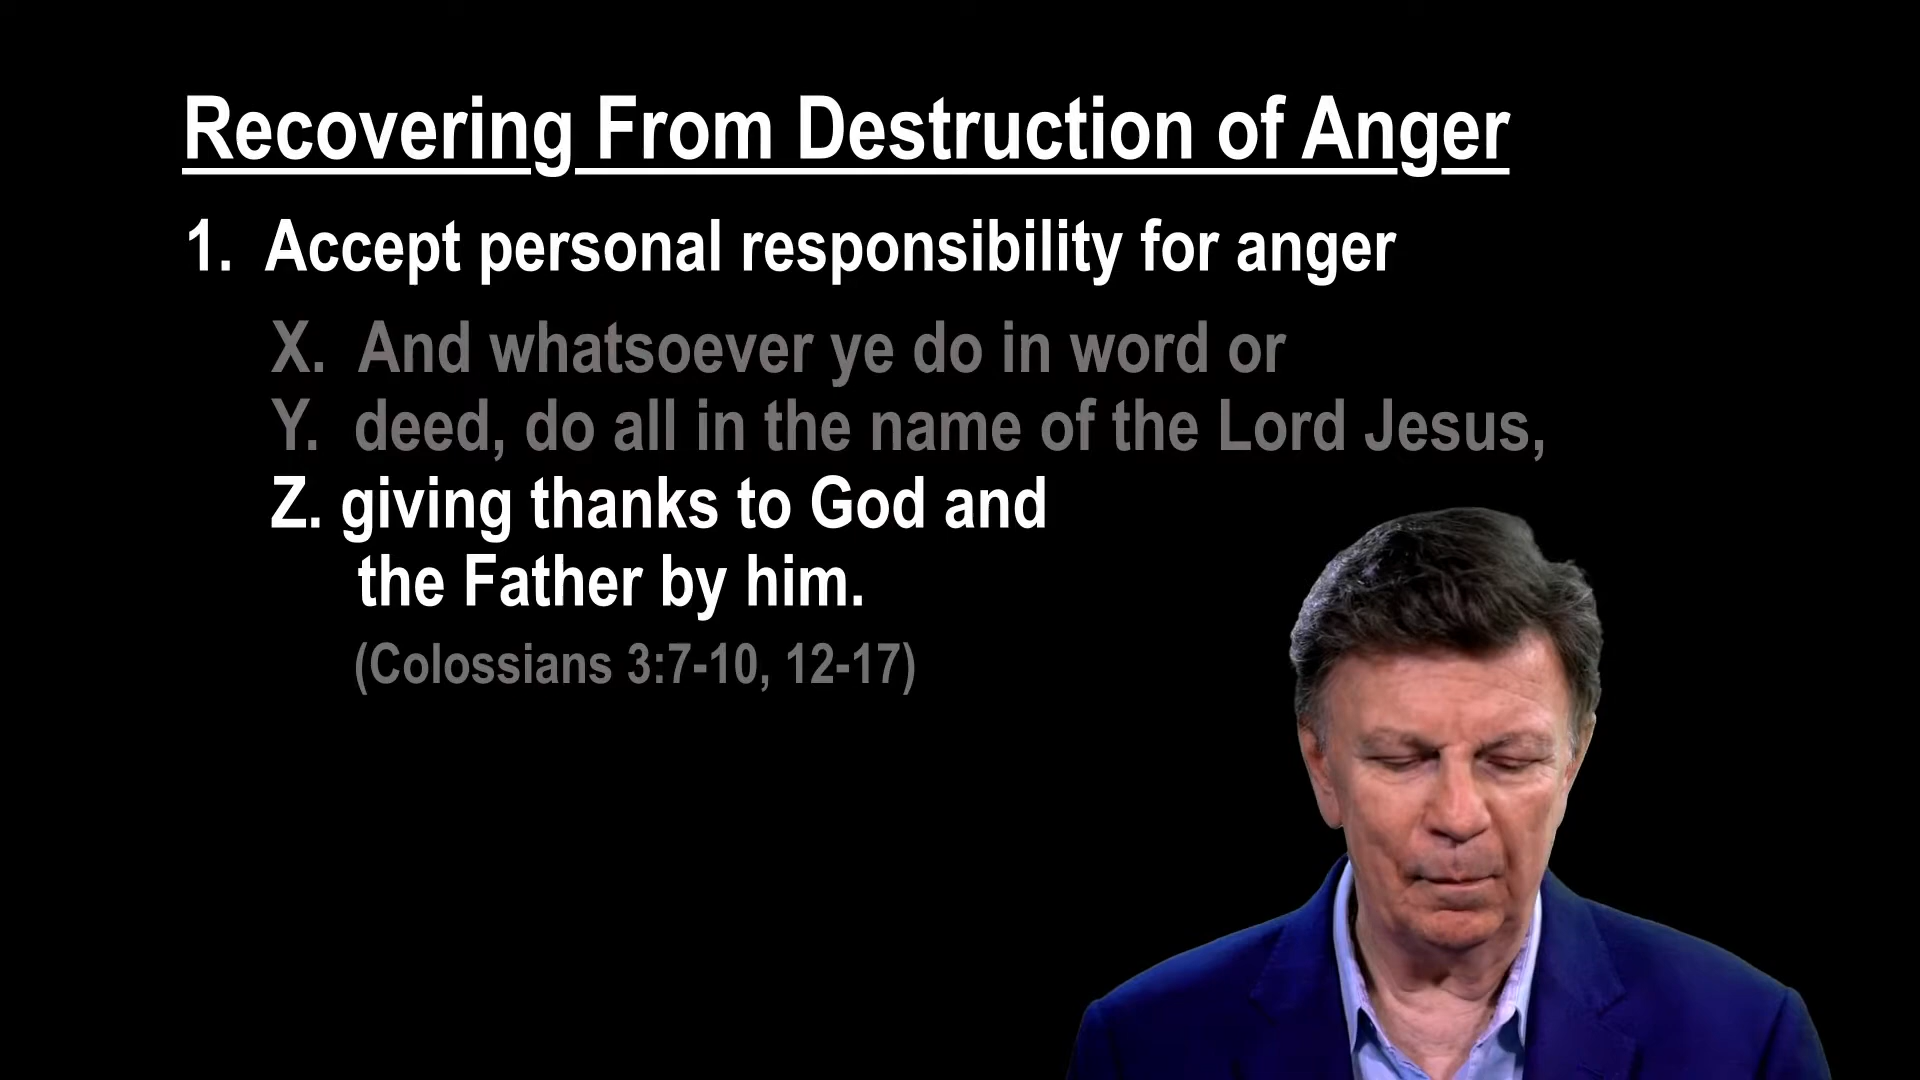 Recovering From Destruction of Anger
1. Accept personal responsibility for anger
X. And whatsoever ye do in word or
Y. deed, do all in the name of the Lord Jesus,
Z. giving thanks to God and
the Father by him.
(Colossians 3:7-10, 12-17)